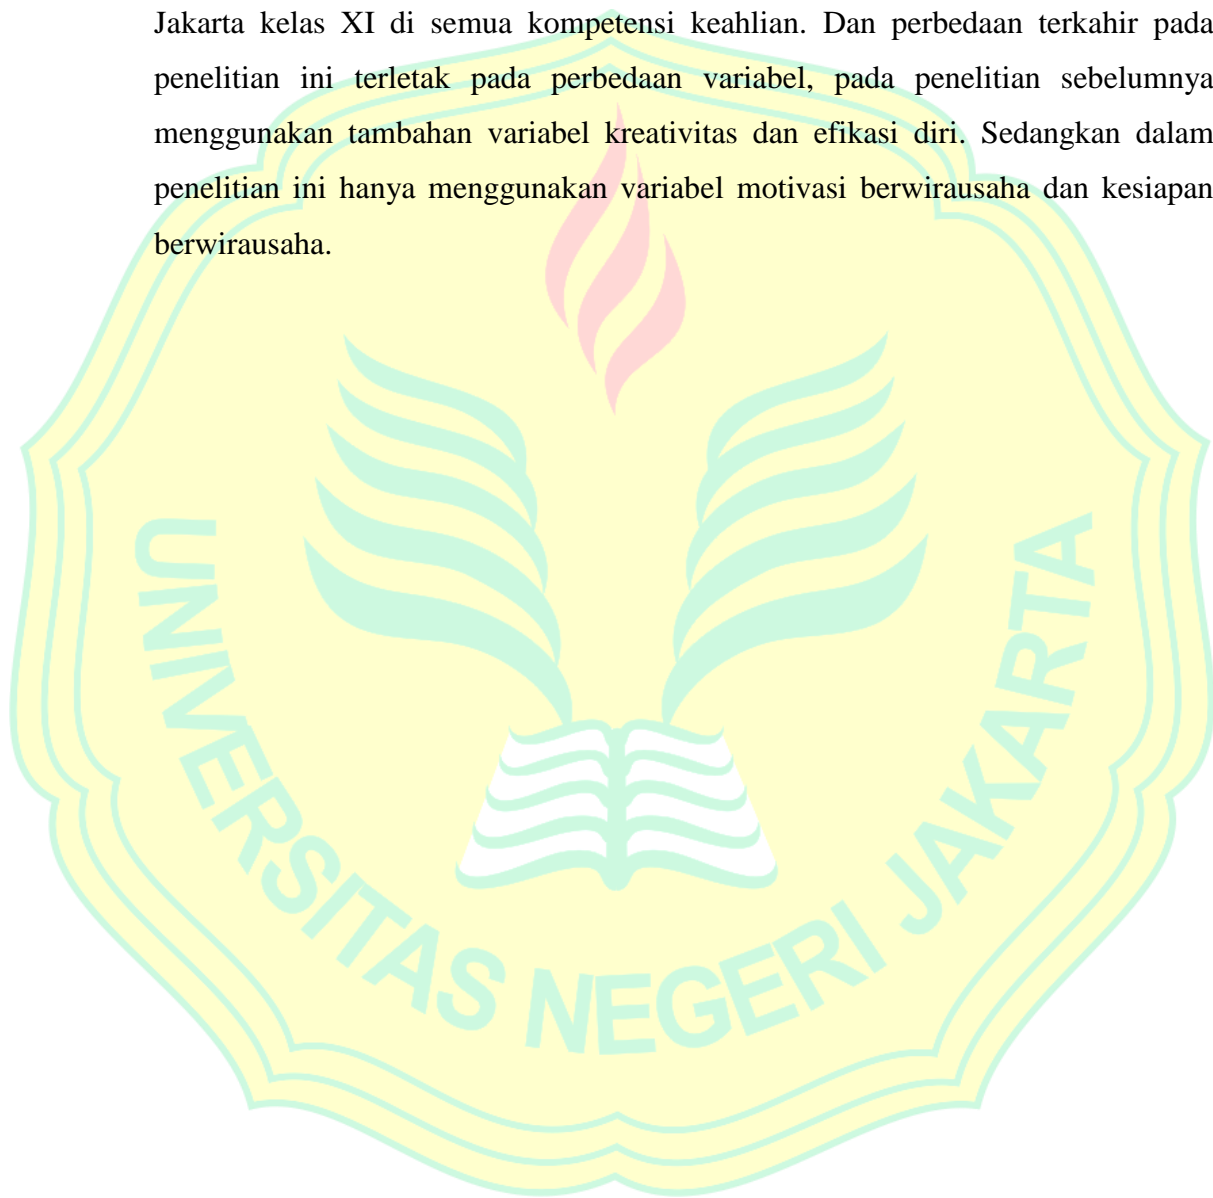 Jakarta kelas XI di semua kompetensi keahlian. Dan perbedaan terkahir pada
penelitian ini terletak pada perbedaan variabel, pada penelitian sebelumnya
menggunakan tambahan variabel kreativitas dan efikasi diri. Sedangkan dalam
penelitian ini hanya menggunakan variabel motivasi berwirausaha dan kesiapan
berwirausaha.
UNIVERSITAS NEGERI JAKARTA